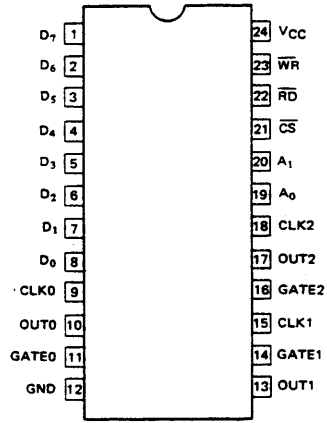 D7 1
D6 2
D5 3
D4 4
D3 5
D2 6
D1 7
D0 8
CLK0 9
OUT0 10
GATE0 11
GND 12
24 VCC
23 WR
22 RD
21 CS
20 A1
19 A0
18 CLK2
17 OUT2
16 GATE2
15 CLK1
14 GATE1
13 OUT1